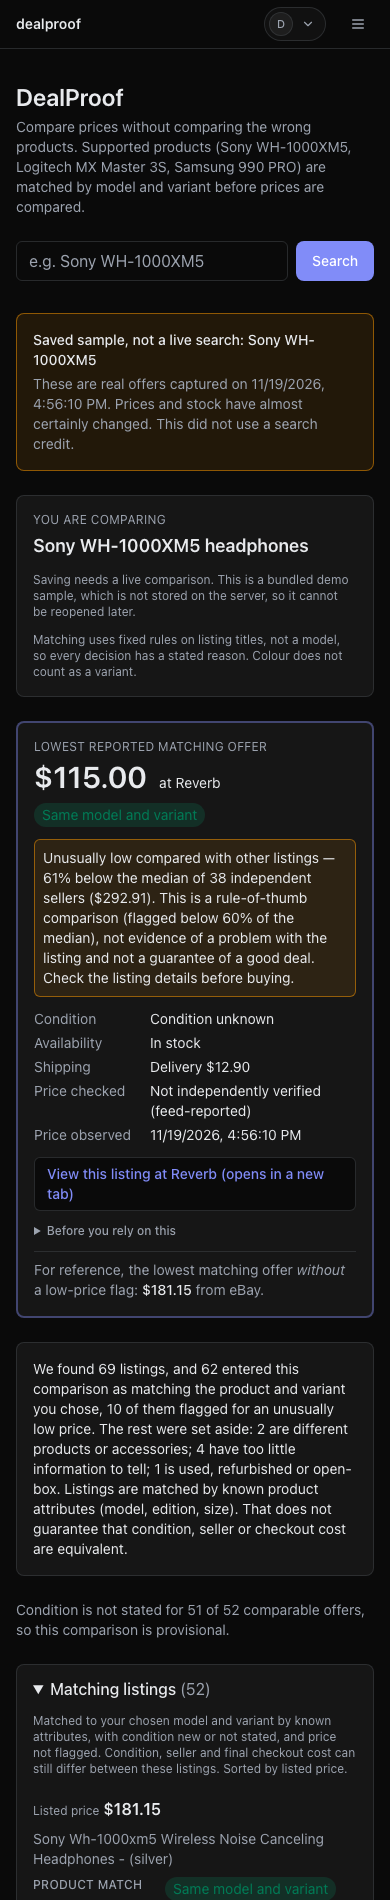 dealproof
D
DealProof
Compare prices without comparing the wrong
products. Supported products (Sony WH-1000XM5,
Logitech MX Master 3S, Samsung 990 PRO) are
matched by model and variant before prices are
compared.
e.g. Sony WH-1000XM5
Search
Saved sample, not a live search: Sony WH-
1000XM5
These are real offers captured on 11/19/2026,
4:56:10 PM. Prices and stock have almost
certainly changed. This did not use a search
credit.
YOU ARE COMPARING
Sony WH-1000XM5 headphones
Saving needs a live comparison. This is a bundled demo
sample, which is not stored on the server, so it cannot
be reopened later.
Matching uses fixed rules on listing titles, not a model,
so every decision has a stated reason. Colour does not
count as a variant.
LOWEST REPORTED MATCHING OFFER
$115.00 at Reverb
Same model and variant
Unusually low compared with other listings —
61% below the median of 38 independent
sellers ($292.91). This is a rule-of-thumb
comparison (flagged below 60% of the
median), not evidence of a problem with the
listing and not a guarantee of a good deal.
Check the listing details before buying.
Condition Condition unknown
Availability In stock
Shipping Delivery $12.90
Price checked Not independently verified
(feed-reported)
Price observed 11/19/2026, 4:56:10 PM
View this listing at Reverb (opens in a new
tab)
Before you rely on this
For reference, the lowest matching offer without
a low-price flag: $181.15 from eBay.
We found 69 listings, and 62 entered this
comparison as matching the product and variant
you chose, 10 of them flagged for an unusually
low price. The rest were set aside: 2 are different
products or accessories; 4 have too little
information to tell; 1 is used, refurbished or open-
box. Listings are matched by known product
attributes (model, edition, size). That does not
guarantee that condition, seller or checkout cost
are equivalent.
Condition is not stated for 51 of 52 comparable offers,
so this comparison is provisional.
Matching listings (52)
Matched to your chosen model and variant by known
attributes, with condition new or not stated, and price
not flagged. Condition, seller and final checkout cost can
still differ between these listings. Sorted by listed price.
Listed price $181.15
Sony Wh-1000xm5 Wireless Noise Canceling
Headphones - (silver)
PRODUCT MATCH Same model and variant